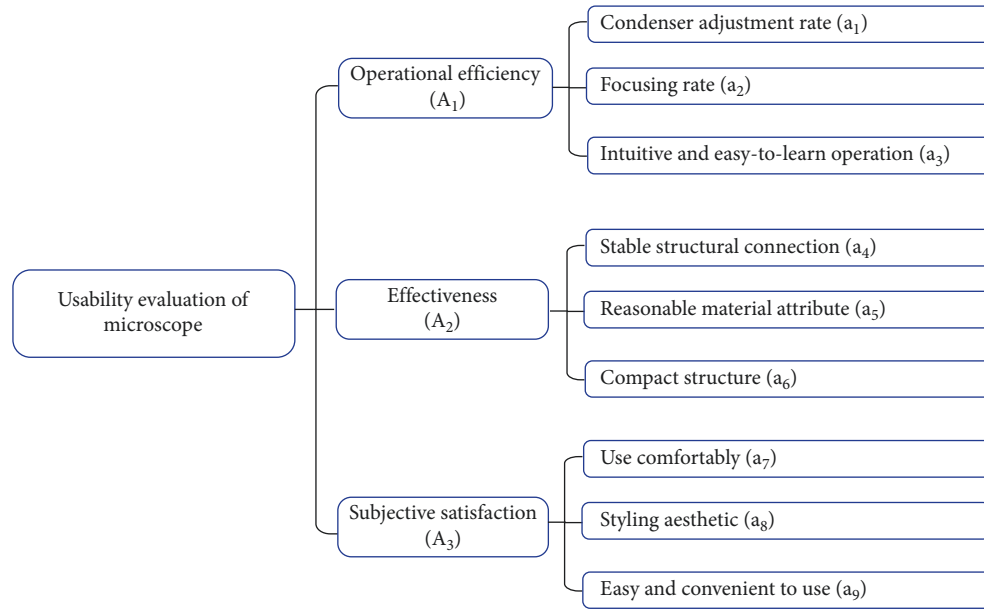 Usability evaluation of
microscope
Operational efficiency
(A₁)
Condenser adjustment rate (a₁)
Focusing rate (a₂)
Intuitive and easy-to-learn operation (a₃)
Effectiveness
(A₂)
Stable structural connection (a₄)
Reasonable material attribute (a₅)
Compact structure (a₆)
Subjective satisfaction
(A₃)
Use comfortably (a₇)
Styling aesthetic (a₈)
Easy and convenient to use (a₉)